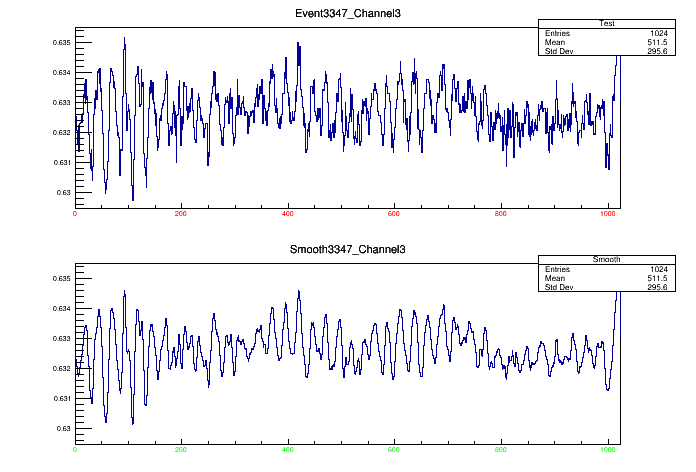 Event3347_Channel3
Test
Entries 1024
Mean 511.5
Std Dev 295.6
0.635
0.634
0.633
0.632
0.631
0.63
0 200 400 600 800 1000
Smooth3347_Channel3
Smooth
Entries 1024
Mean 511.5
Std Dev 295.6
0.635
0.634
0.633
0.632
0.631
0.63
0 200 400 600 800 1000